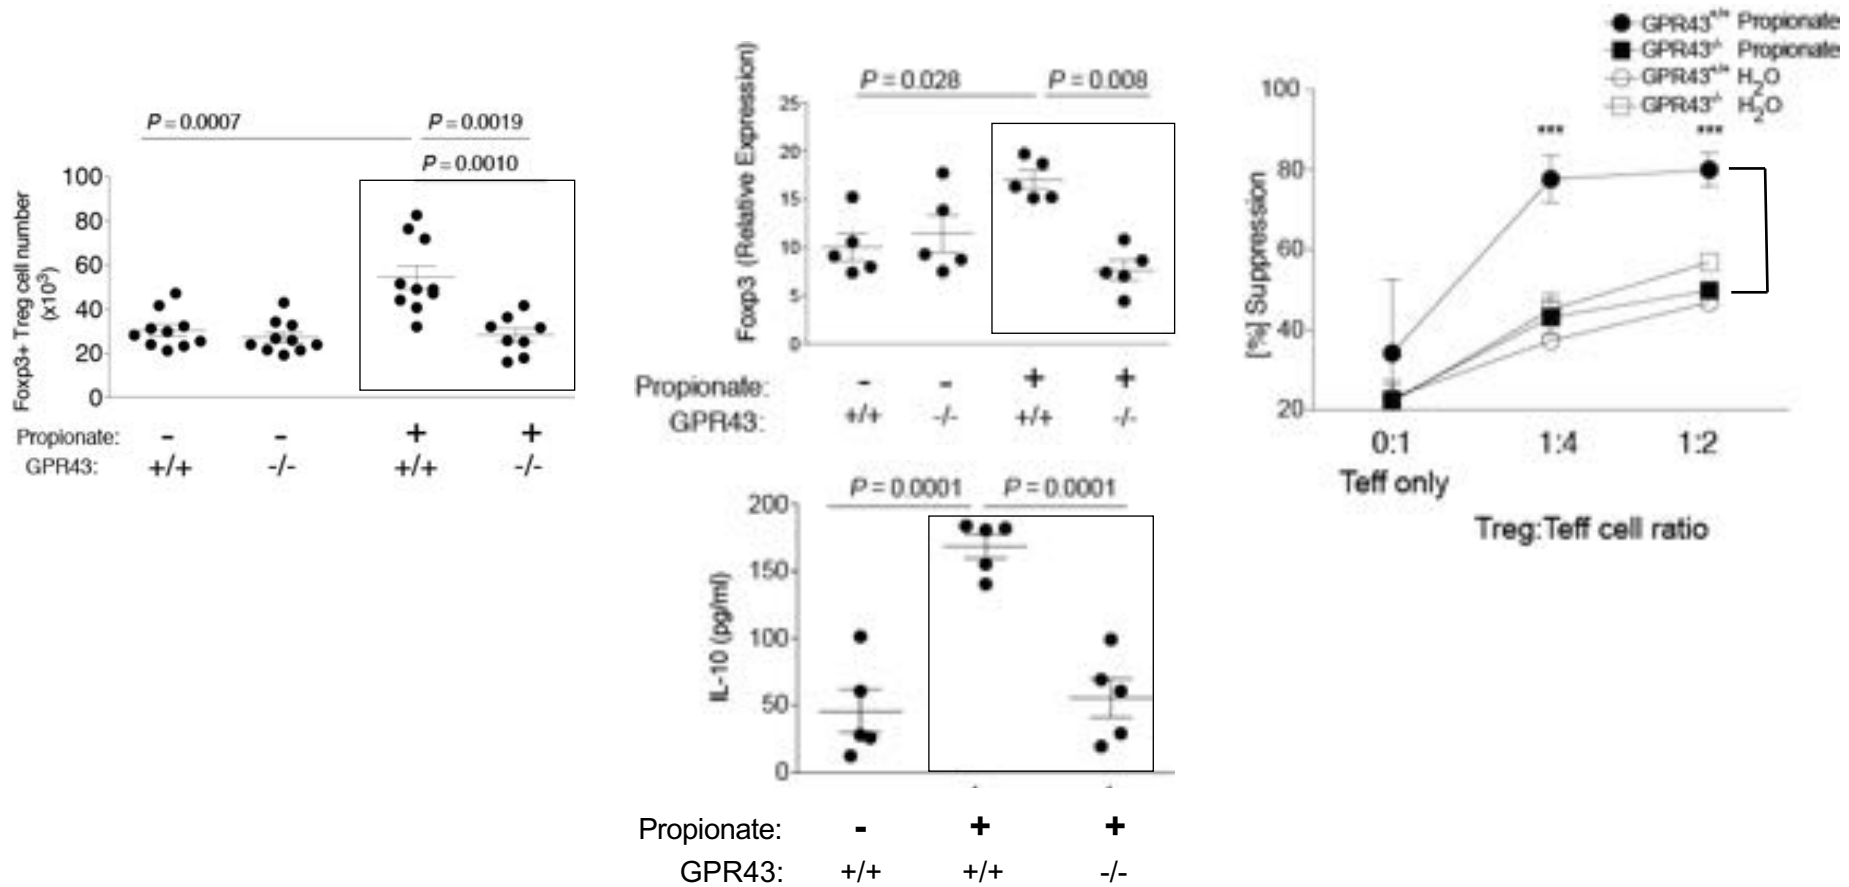 P = 0.0007
P = 0.0019
P = 0.0010
Foxp3+ Treg cell number
(x10³)
100
80
60
40
20
0
Propionate: - - + +
GPR43: +/+ -/- +/+ -/-
P = 0.028
P = 0.008
Foxp3 (Relative Expression)
25
20
15
10
5
0
Propionate: - - + +
GPR43: +/+ -/- +/+ -/-
P = 0.0001
P = 0.0001
IL-10 (pg/ml)
200
150
100
50
0
Propionate: - + +
GPR43: +/+ +/+ -/-
GPR43+/+ Propionate
GPR43-/- Propionate
GPR43+/+ H₂O
GPR43-/- H₂O
[%] Suppression
100
80
60
40
20
*** ***
0:1 1:4 1:2
Teff only
Treg:Teff cell ratio